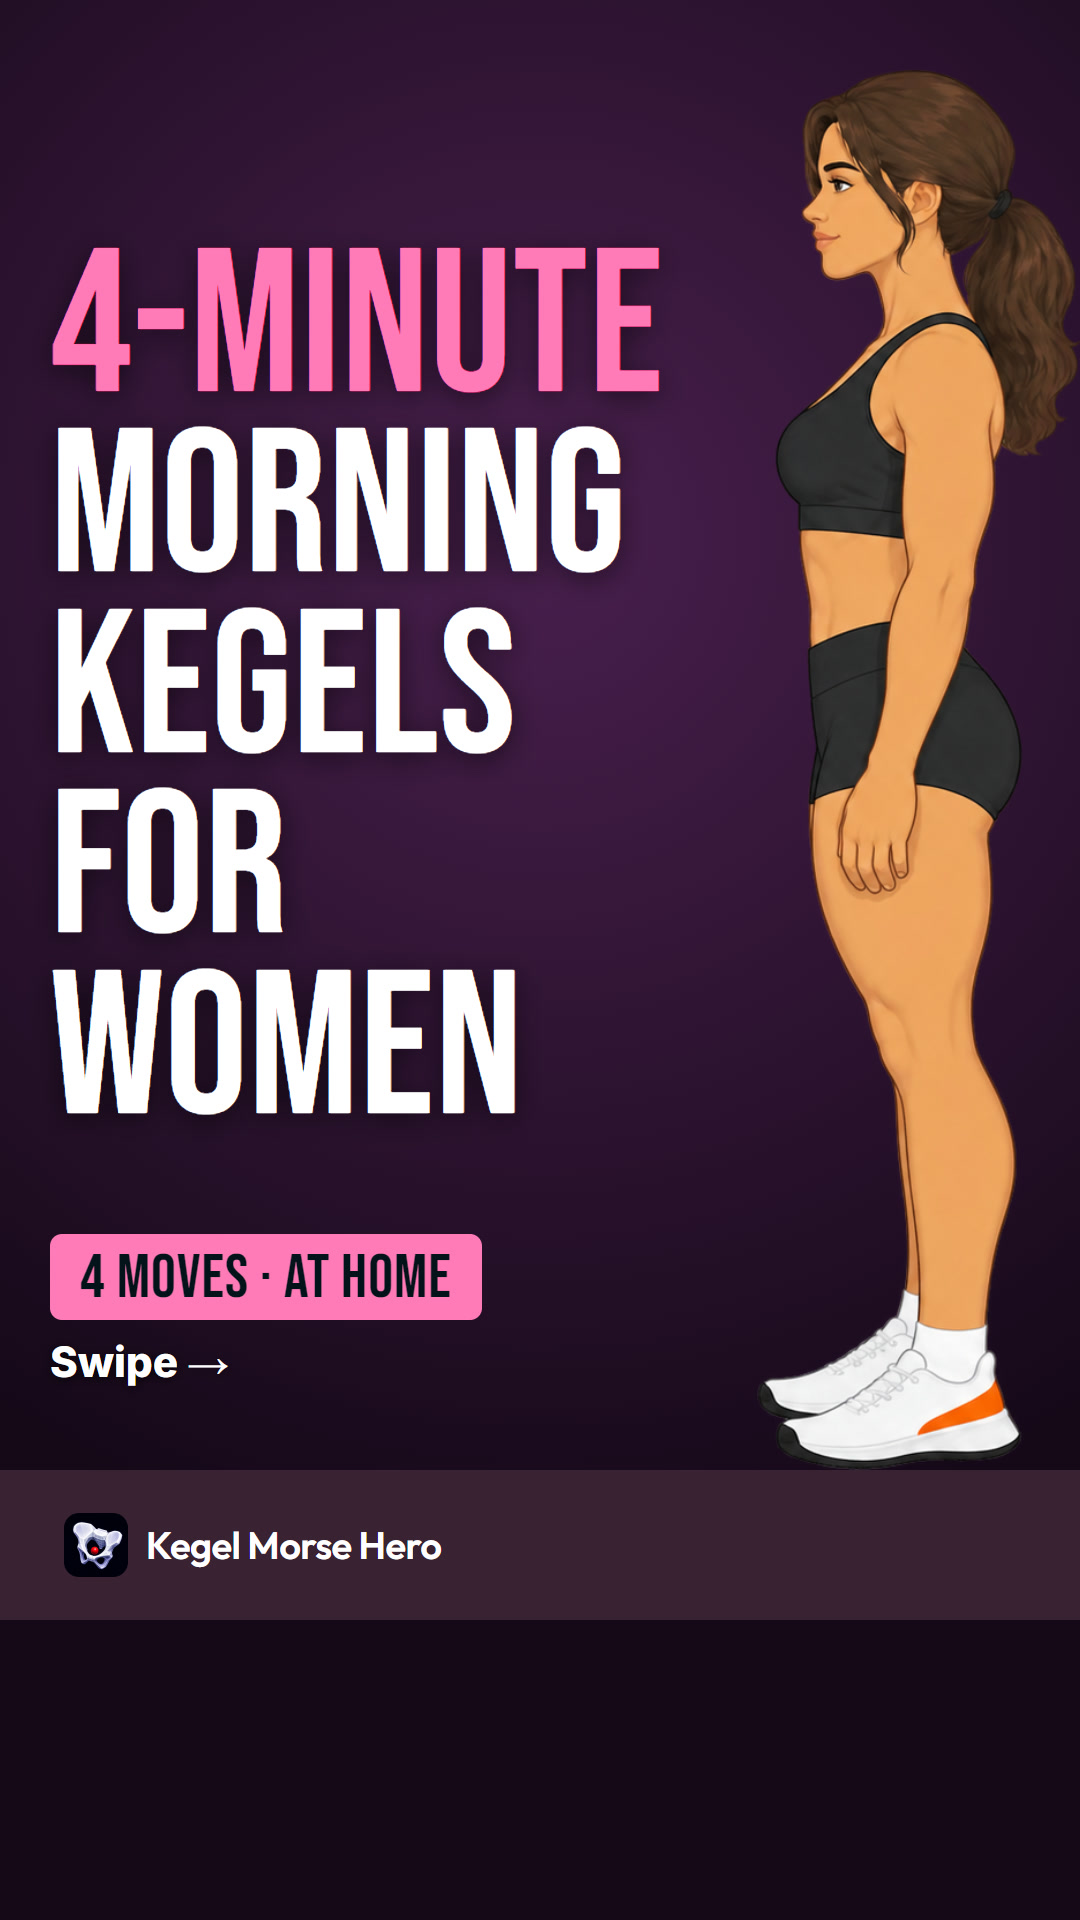 4-MINUTE
MORNING
KEGELS
FOR
WOMEN
4 MOVES · AT HOME
Swipe →
Kegel Morse Hero